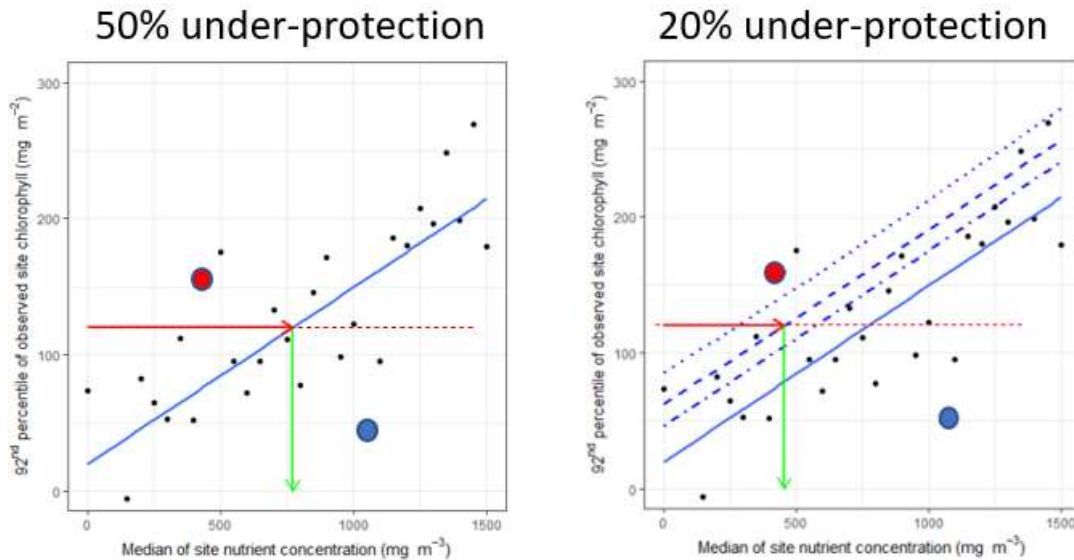 50% under-protection
20% under-protection
92nd percentile of observed site chlorophyll (mg m−2)
300
200
100
0
0
500
1000
1500
Median of site nutrient concentration (mg m−3)
92nd percentile of observed site chlorophyll (mg m−2)
300
200
100
0
0
500
1000
1500
Median of site nutrient concentration (mg m−3)